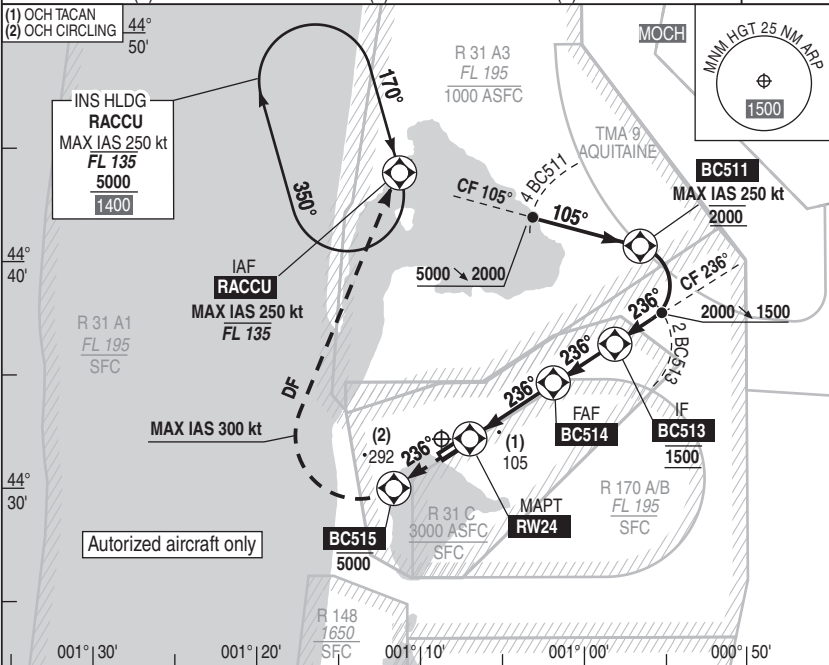 (1) OCH TACAN
(2) OCH CIRCLING
44°
50'
MOCH
MNM HGT 25 NM ARP
1500
R 31 A3
FL 195
1000 ASFC
INS HLDG
RACCU
MAX IAS 250 kt
FL 135
5000
1400
170°
350°
TMA 9
AQUITAINE
4 BC511
CF 105°
105°
BC511
MAX IAS 250 kt
2000
44°
40'
IAF
RACCU
MAX IAS 250 kt
FL 135
5000 ↘ 2000
CF 236°
236°
2000 ↘ 1500
2 BC513
R 31 A1
FL 195
SFC
236°
236°
DF
FAF
BC514
IF
BC513
1500
MAX IAS 300 kt
(2)
292
236°
(1)
105
44°
30'
R 31 C
3000 ASFC
SFC
MAPT
RW24
R 170 A/B
FL 195
SFC
Autorized aircraft only
BC515
5000
R 148
1650
SFC
001° 30'
001° 20'
001° 10'
001° 00'
000° 50'